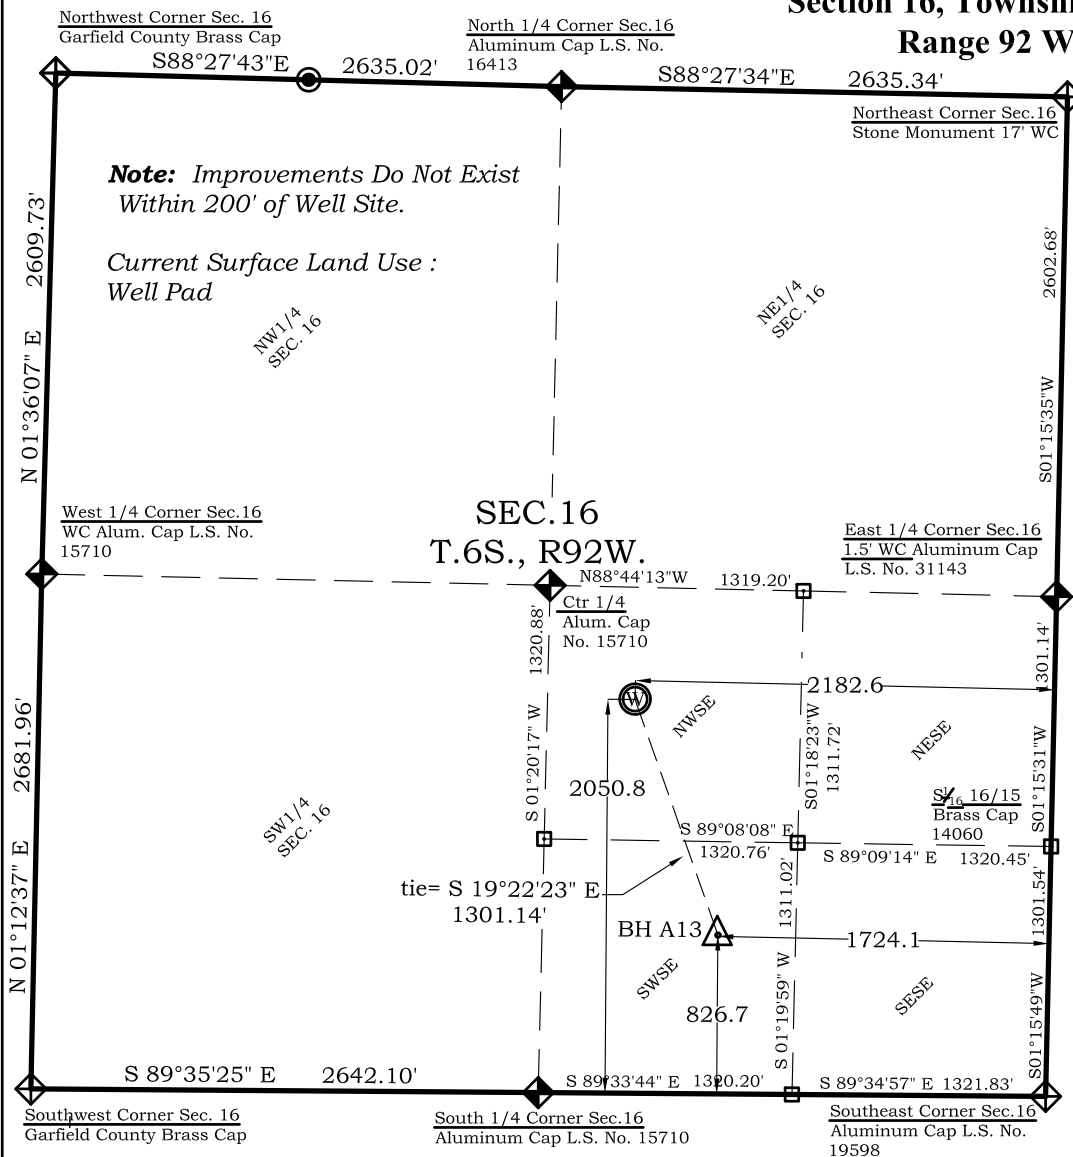 Section 16, Townshi
Range 92 W
Northwest Corner Sec. 16
Garfield County Brass Cap
S88°27'43"E 2635.02'
North 1/4 Corner Sec.16
Aluminum Cap L.S. No.
16413
S88°27'34"E 2635.34'
Northeast Corner Sec.16
Stone Monument 17' WC
Note: Improvements Do Not Exist
Within 200' of Well Site.
Current Surface Land Use :
Well Pad
N 01°36'07" E 2609.73'
NW1/4
SEC. 16
NE1/4
SEC. 16
S01°15'35"W 2602.68'
West 1/4 Corner Sec.16
WC Alum. Cap L.S. No.
15710
SEC.16
T.6S., R92W.
East 1/4 Corner Sec.16
1.5' WC Aluminum Cap
L.S. No. 31143
N88°44'13"W 1319.20'
Ctr 1/4
Alum. Cap
No. 15710
S 01°20'17" W 1320.88'
1301.14'
2182.6
W
NWSE
NESE
S01°18'23"W
1311.72'
S01°15'31"W
2050.8
N 01°12'37" E 2681.96'
SW1/4
SEC. 16
S1/16 16/15
Brass Cap
14060
S 89°08'08" E
1320.76'
S 89°09'14" E 1320.45'
tie= S 19°22'23" E
1301.14'
1311.02'
1301.54'
BH A13
1724.1
SWSE
SESE
826.7
S 01°19'59" W
S01°15'49"W
S 89°35'25" E 2642.10'
S 89°33'44" E 1320.20'
S 89°34'57" E 1321.83'
Southwest Corner Sec. 16
Garfield County Brass Cap
South 1/4 Corner Sec.16
Aluminum Cap L.S. No. 15710
Southeast Corner Sec.16
Aluminum Cap L.S. No.
19598